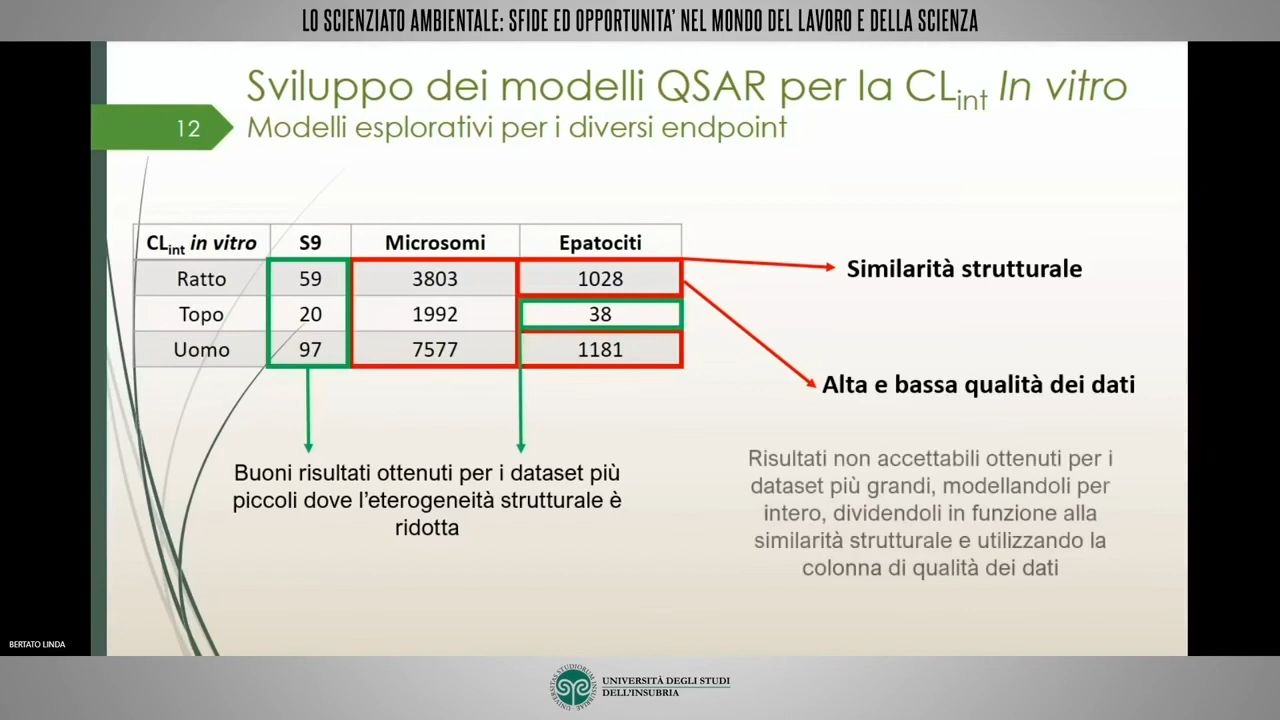 LO SCIENZIATO AMBIENTALE: SFIDE ED OPPORTUNITA' NEL MONDO DEL LAVORO E DELLA SCIENZA
Sviluppo dei modelli QSAR per la CLint In vitro
12
Modelli esplorativi per i diversi endpoint
CLint in vitro S9 Microsomi Epatociti
Ratto 59 3803 1028
Topo 20 1992 38
Uomo 97 7577 1181
Similarità strutturale
Alta e bassa qualità dei dati
Buoni risultati ottenuti per i dataset più
piccoli dove l'eterogeneità strutturale è
ridotta
Risultati non accettabili ottenuti per i
dataset più grandi, modellandoli per
intero, dividendoli in funzione alla
similarità strutturale e utilizzando la
colonna di qualità dei dati
BERTATO LINDA
UNIVERSITÀ DEGLI STUDI
DELL'INSUBRIA